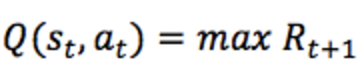 Q(s_t, a_t) = max R_{t+1}